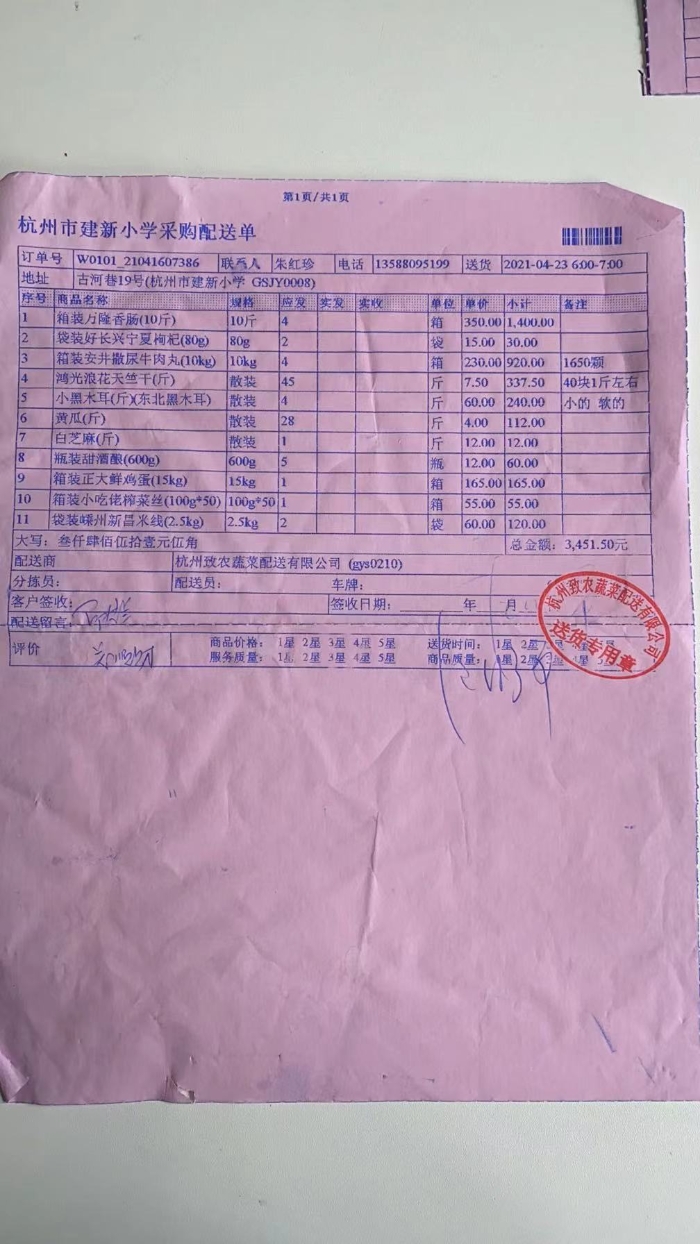 第1页/共1页
杭州市建新小学采购配送单
订单号 W0101_21041607386 联系人 朱红珍 电话 13588095199 送货 2021-04-23 6:00-7:00
地址 古河巷19号(杭州市建新小学 GSJY0008)
序号 商品名称 规格 应发 实发 实收 单位 单价 小计 备注
1 箱装万隆香肠(10斤) 10斤 4 箱 350.00 1,400.00
2 袋装好长兴宁夏枸杞(80g) 80g 2 袋 15.00 30.00
3 箱装安井撒尿牛肉丸(10kg) 10kg 4 箱 230.00 920.00 1650颗
4 鸿光浪花天竺干(斤) 散装 45 斤 7.50 337.50 40块1斤左右
5 小黑木耳(斤)(东北黑木耳) 散装 4 斤 60.00 240.00 小的 软的
6 黄瓜(斤) 散装 28 斤 4.00 112.00
7 白芝麻(斤) 散装 1 斤 12.00 12.00
8 瓶装甜酒酿(600g) 600g 5 瓶 12.00 60.00
9 箱装正大鲜鸡蛋(15kg) 15kg 1 箱 165.00 165.00
10 箱装小吃佬榨菜丝(100g*50) 100g*50 1 箱 55.00 55.00
11 袋装嵊州新昌米线(2.5kg) 2.5kg 2 袋 60.00 120.00
大写：叁仟肆佰伍拾壹元伍角 总金额：3,451.50元
配送商 杭州致农蔬菜配送有限公司 (gys0210)
分拣员： 配送员： 车牌：
客户签收： 签收日期： 年 月
配送留言：
评价 商品价格： 1星 2星 3星 4星 5星 送货时间： 1星 2星
服务质量： 1星 2星 3星 4星 5星 商品质量： 1星 2星
杭州致农蔬菜配送有限公司
送货专用章